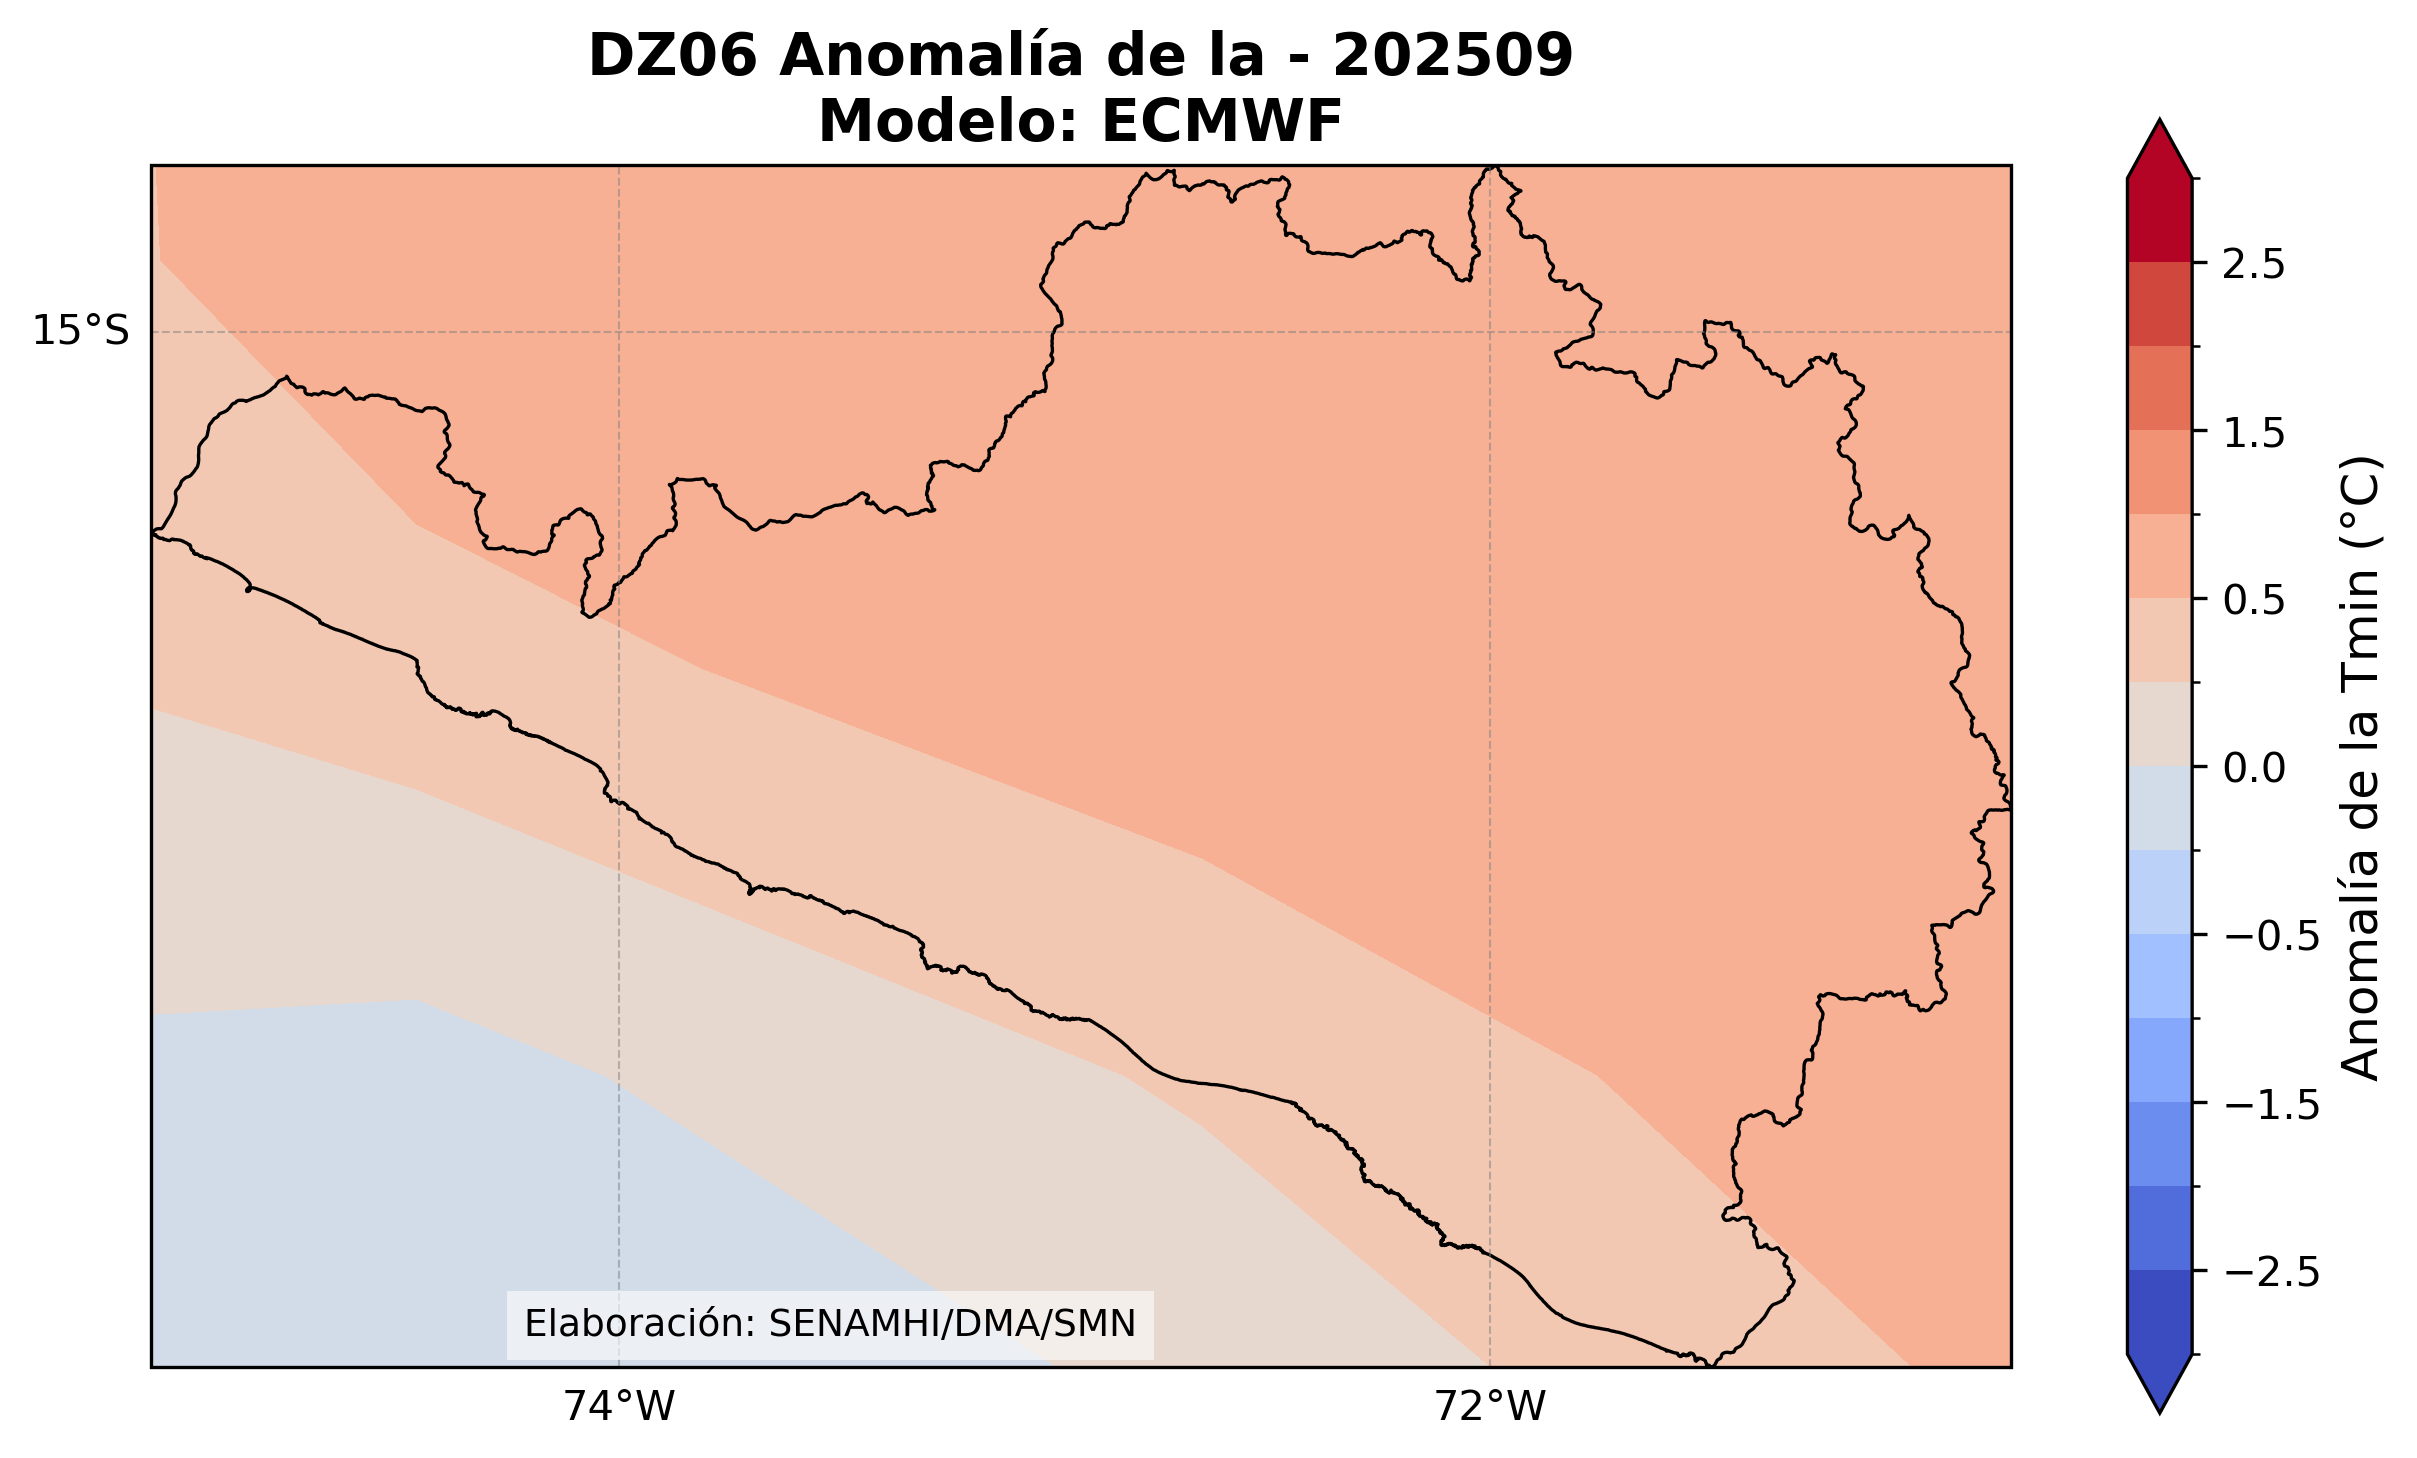 DZ06 Anomalía de la - 202509
Modelo: ECMWF
15°S
74°W
72°W
Elaboración: SENAMHI/DMA/SMN
2.5
1.5
0.5
0.0
−0.5
−1.5
−2.5
Anomalía de la Tmin (°C)